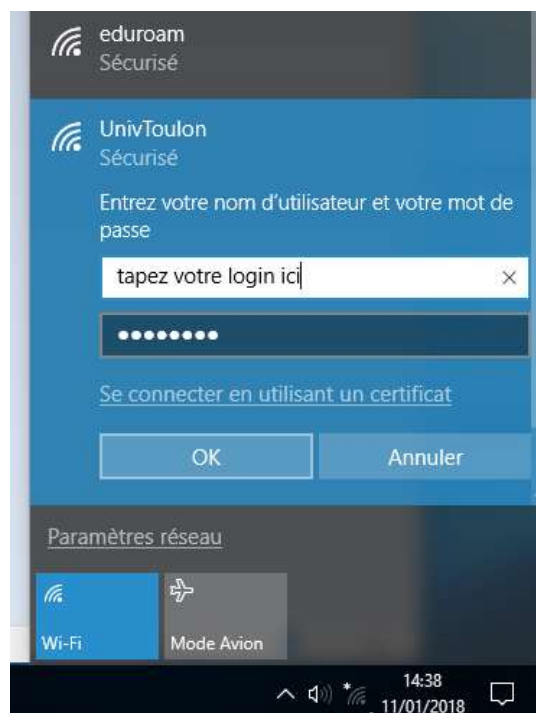 eduroam
Sécurisé
UnivToulon
Sécurisé
Entrez votre nom d'utilisateur et votre mot de
passe
tapez votre login ici
Se connecter en utilisant un certificat
OK Annuler
Paramètres réseau
Wi-Fi Mode Avion
14:38
11/01/2018